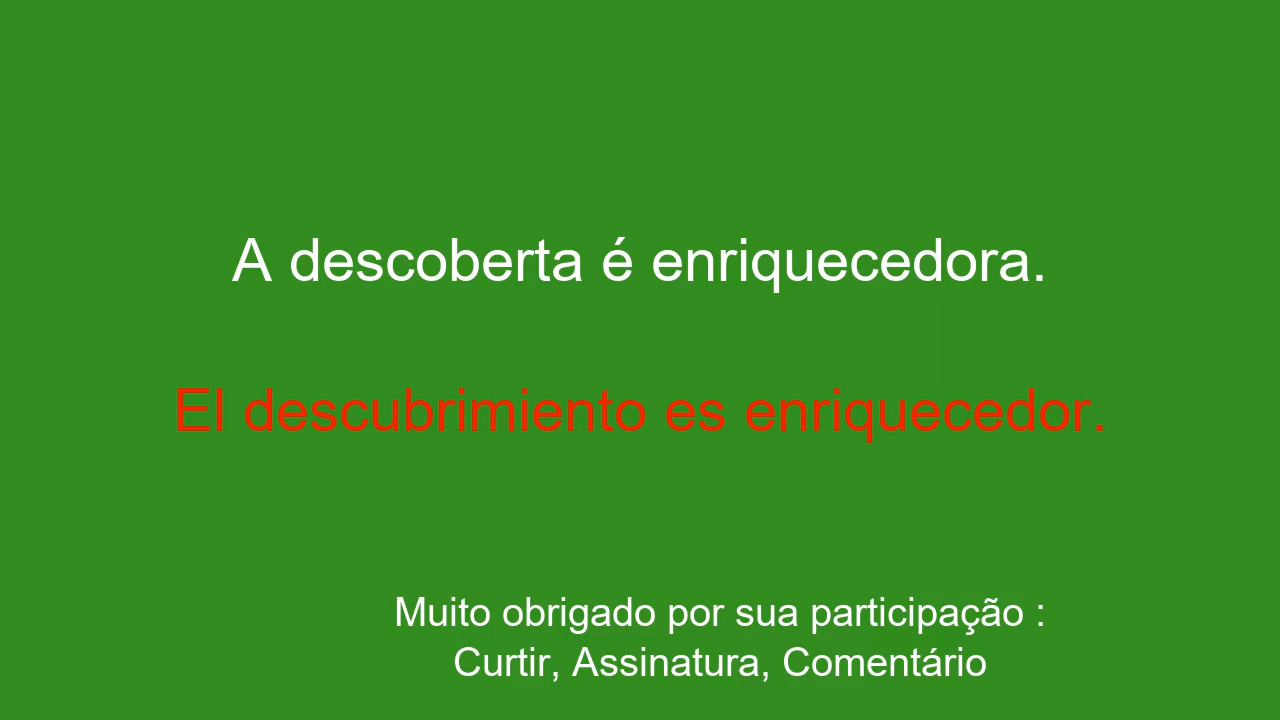 A descoberta é enriquecedora.
El descubrimiento es enriquecedor.
Muito obrigado por sua participação :
Curtir, Assinatura, Comentário